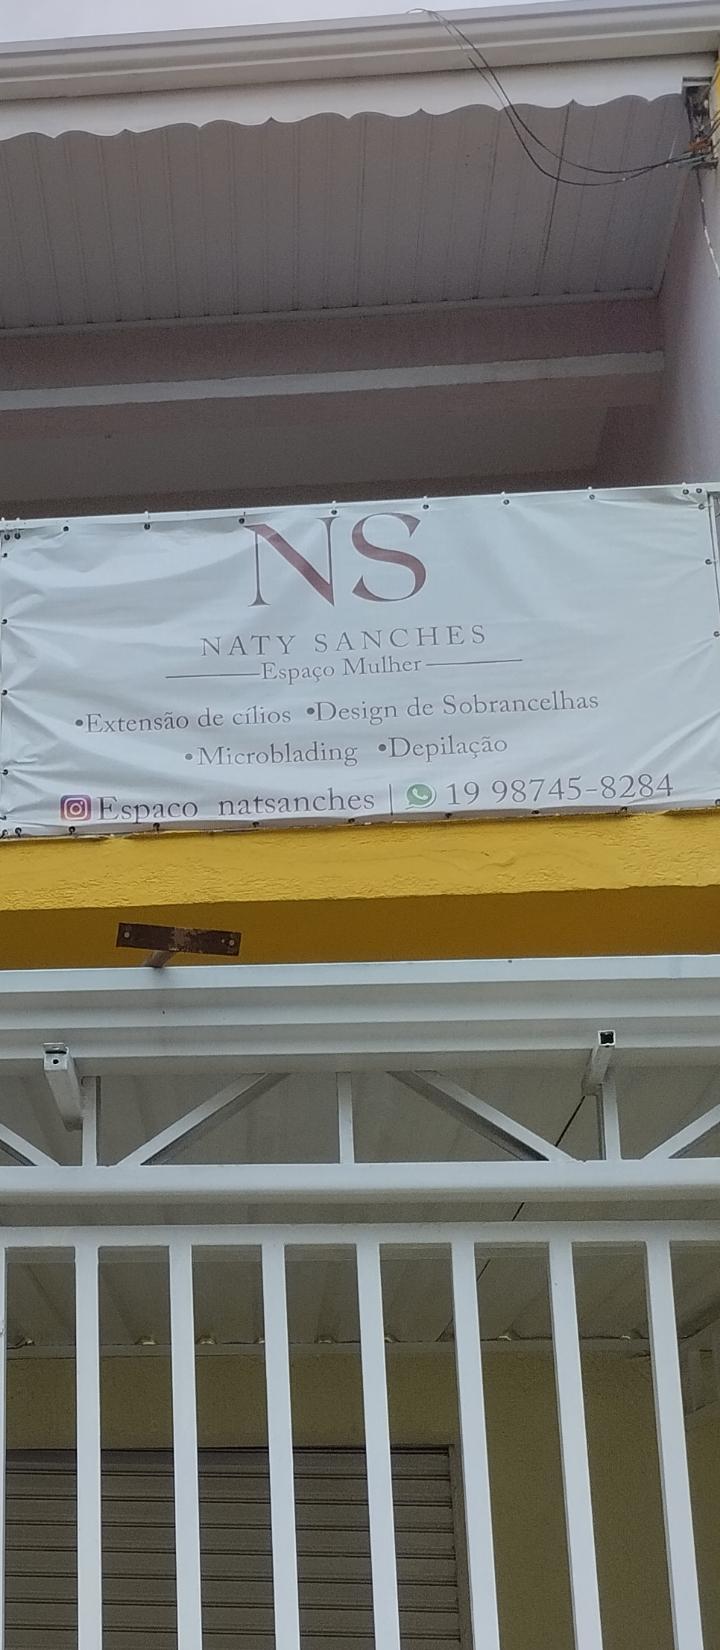 NS
NATY SANCHES
Espaço Mulher
•Extensão de cílios •Design de Sobrancelhas
•Microblading •Depilação
Espaco_natsanches | 19 98745-8284